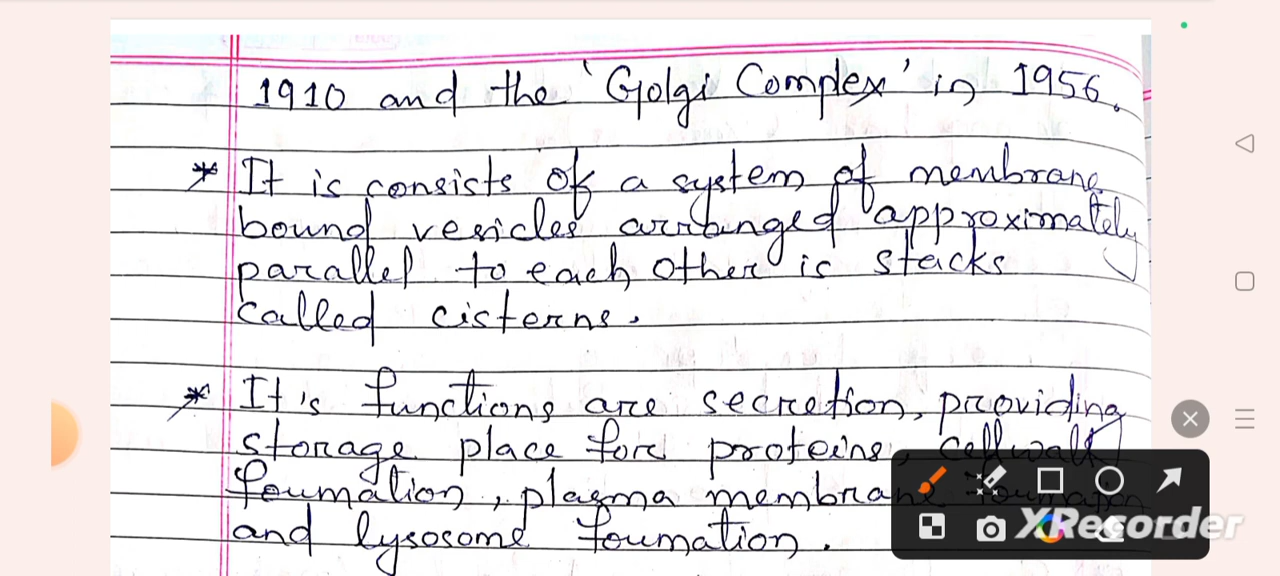 1910 and the 'Golgi Complex' in 1956.
* It is consists of a system of membrane
bound vesicles arranged approximately
parallel to each other is stacks
called cisterns.
* It's functions are secretion, providing
storage place for proteins, cellwall
foumation, plasma membrane
and lysosome foumation.
XRecorder